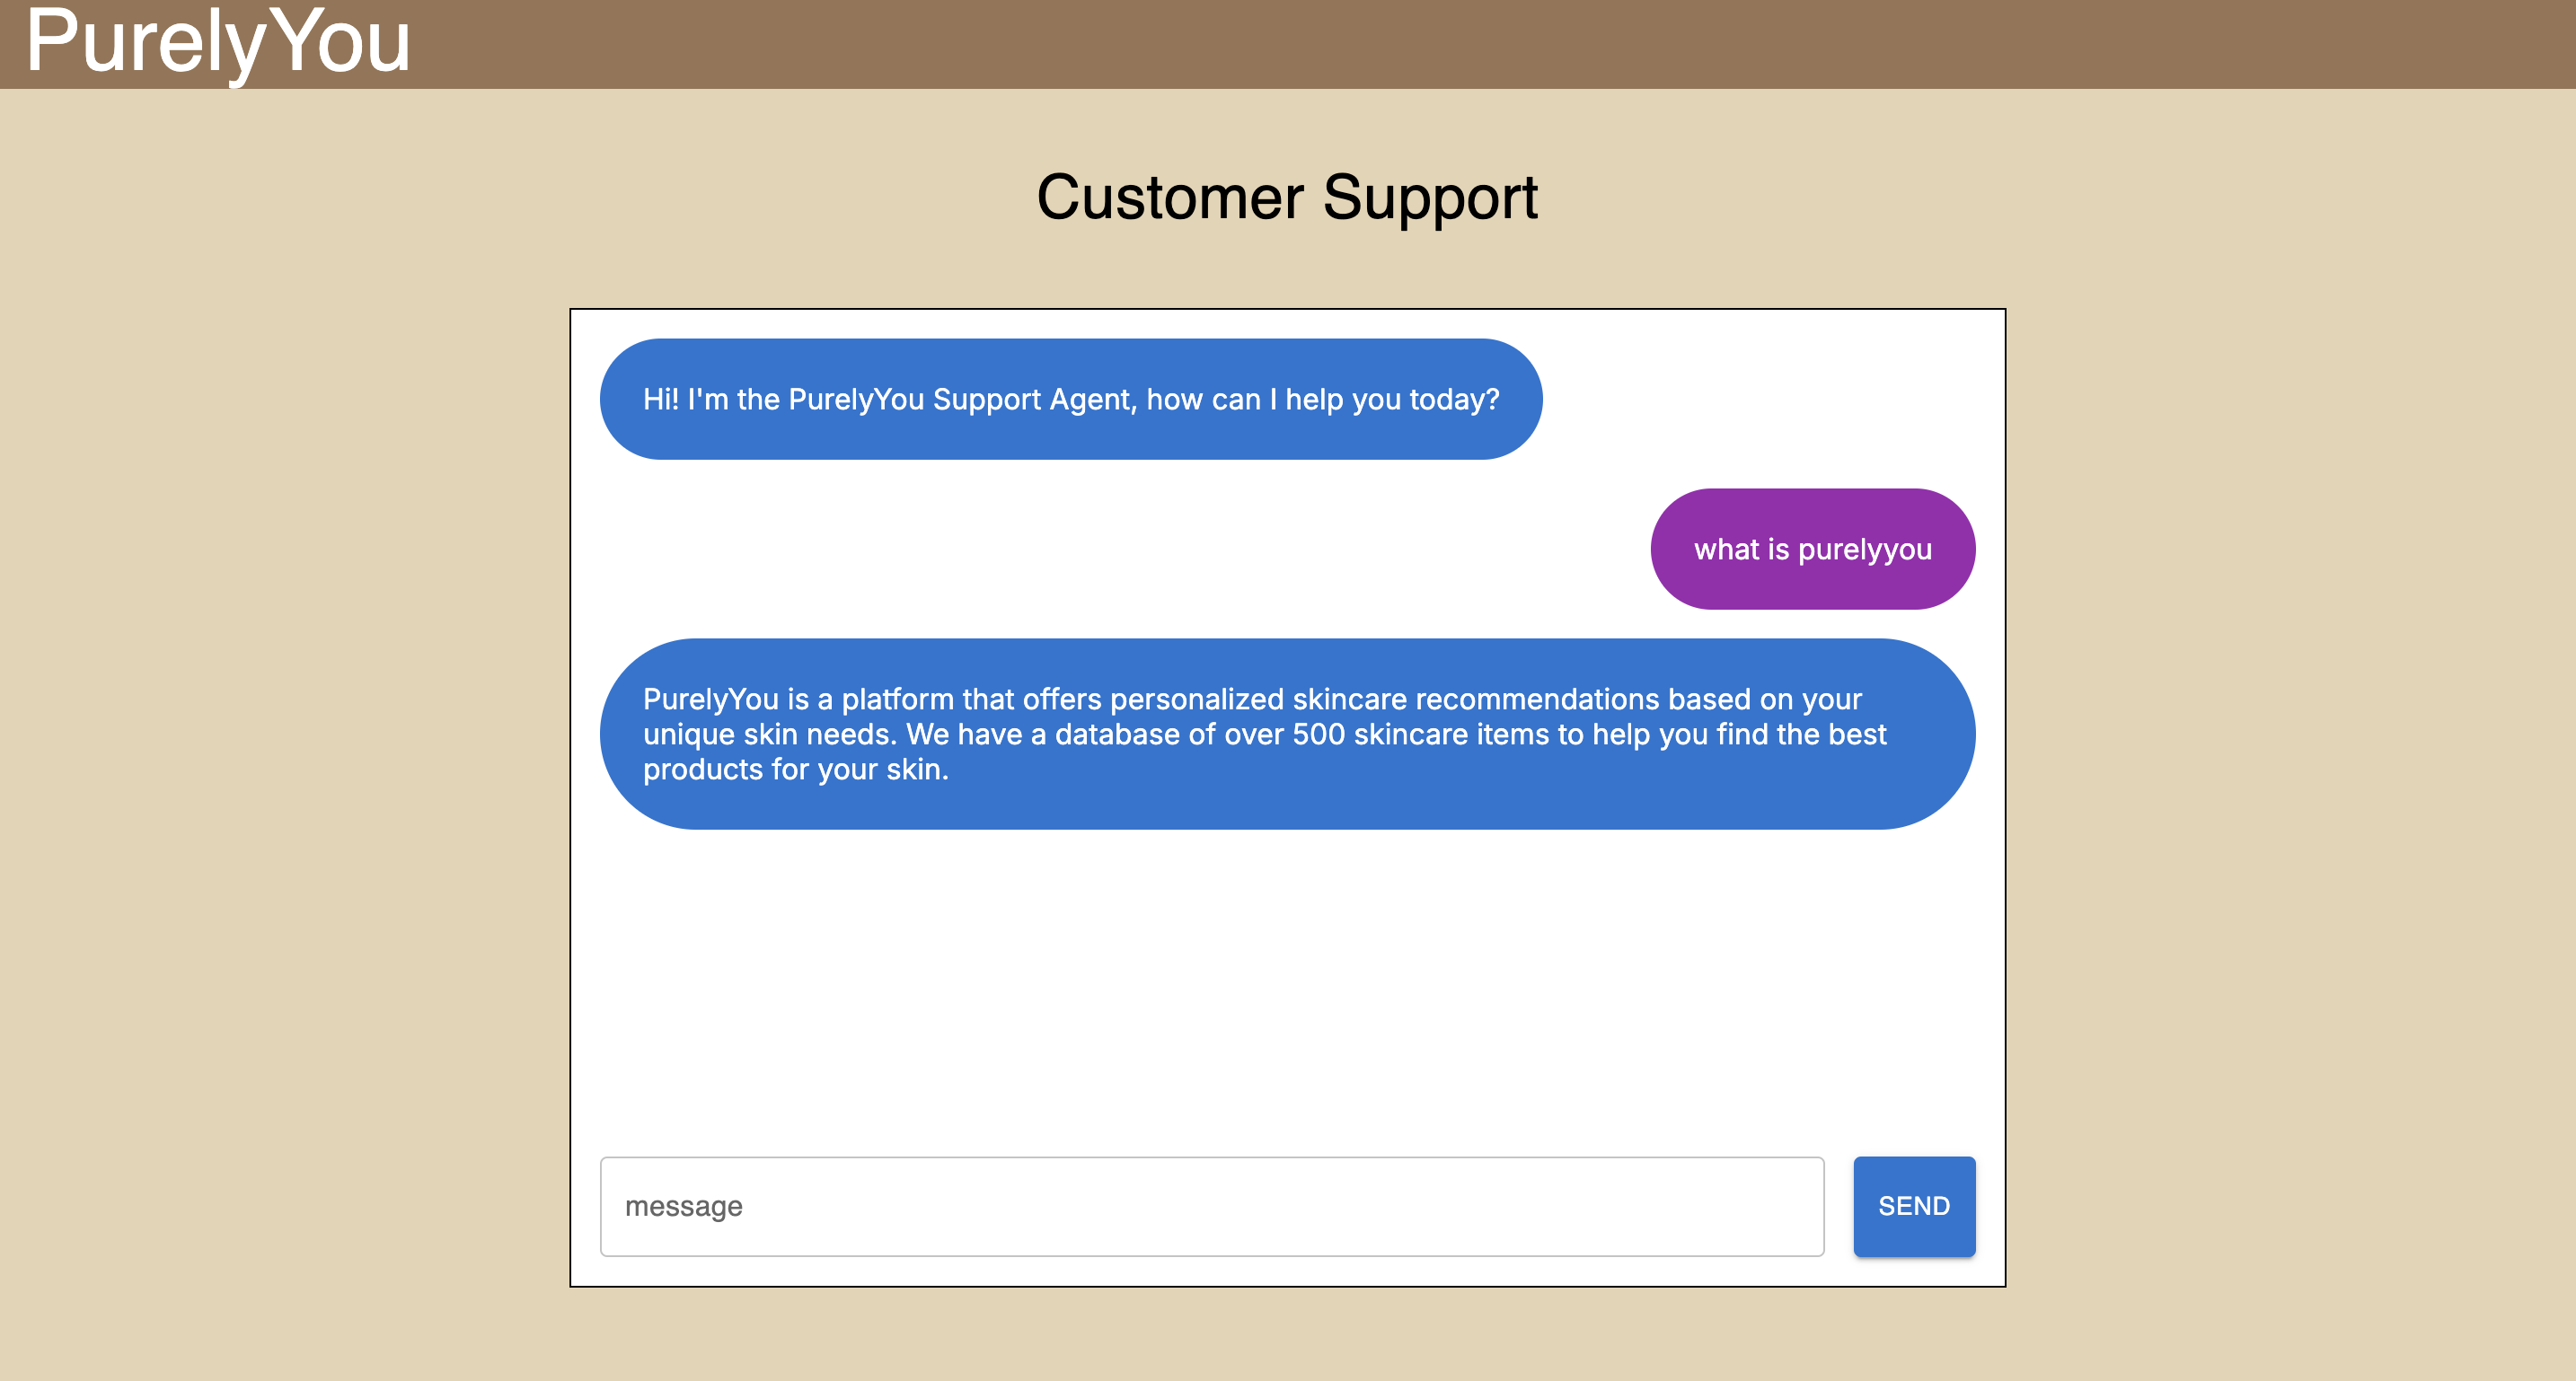 PurelyYou
Customer Support
Hi! I'm the PurelyYou Support Agent, how can I help you today?
what is purelyyou
PurelyYou is a platform that offers personalized skincare recommendations based on your
unique skin needs. We have a database of over 500 skincare items to help you find the best
products for your skin.
message
SEND